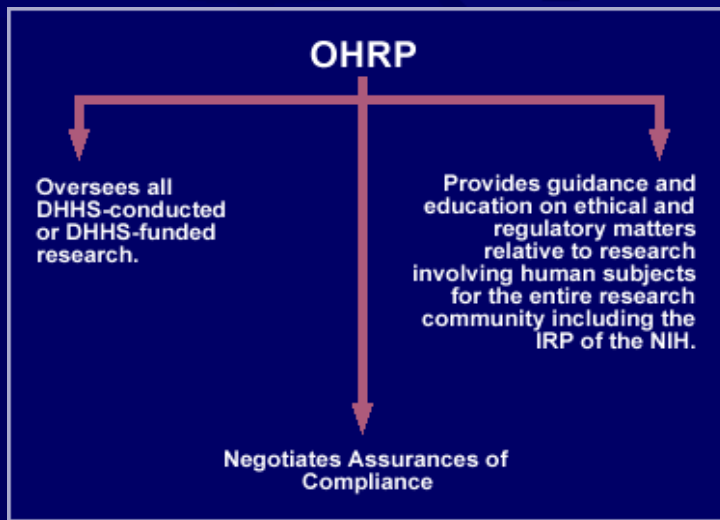 OHRP
Oversees all
DHHS-conducted
or DHHS-funded
research.
Provides guidance and
education on ethical and
regulatory matters
relative to research
involving human subjects
for the entire research
community including the
IRP of the NIH.
Negotiates Assurances of
Compliance